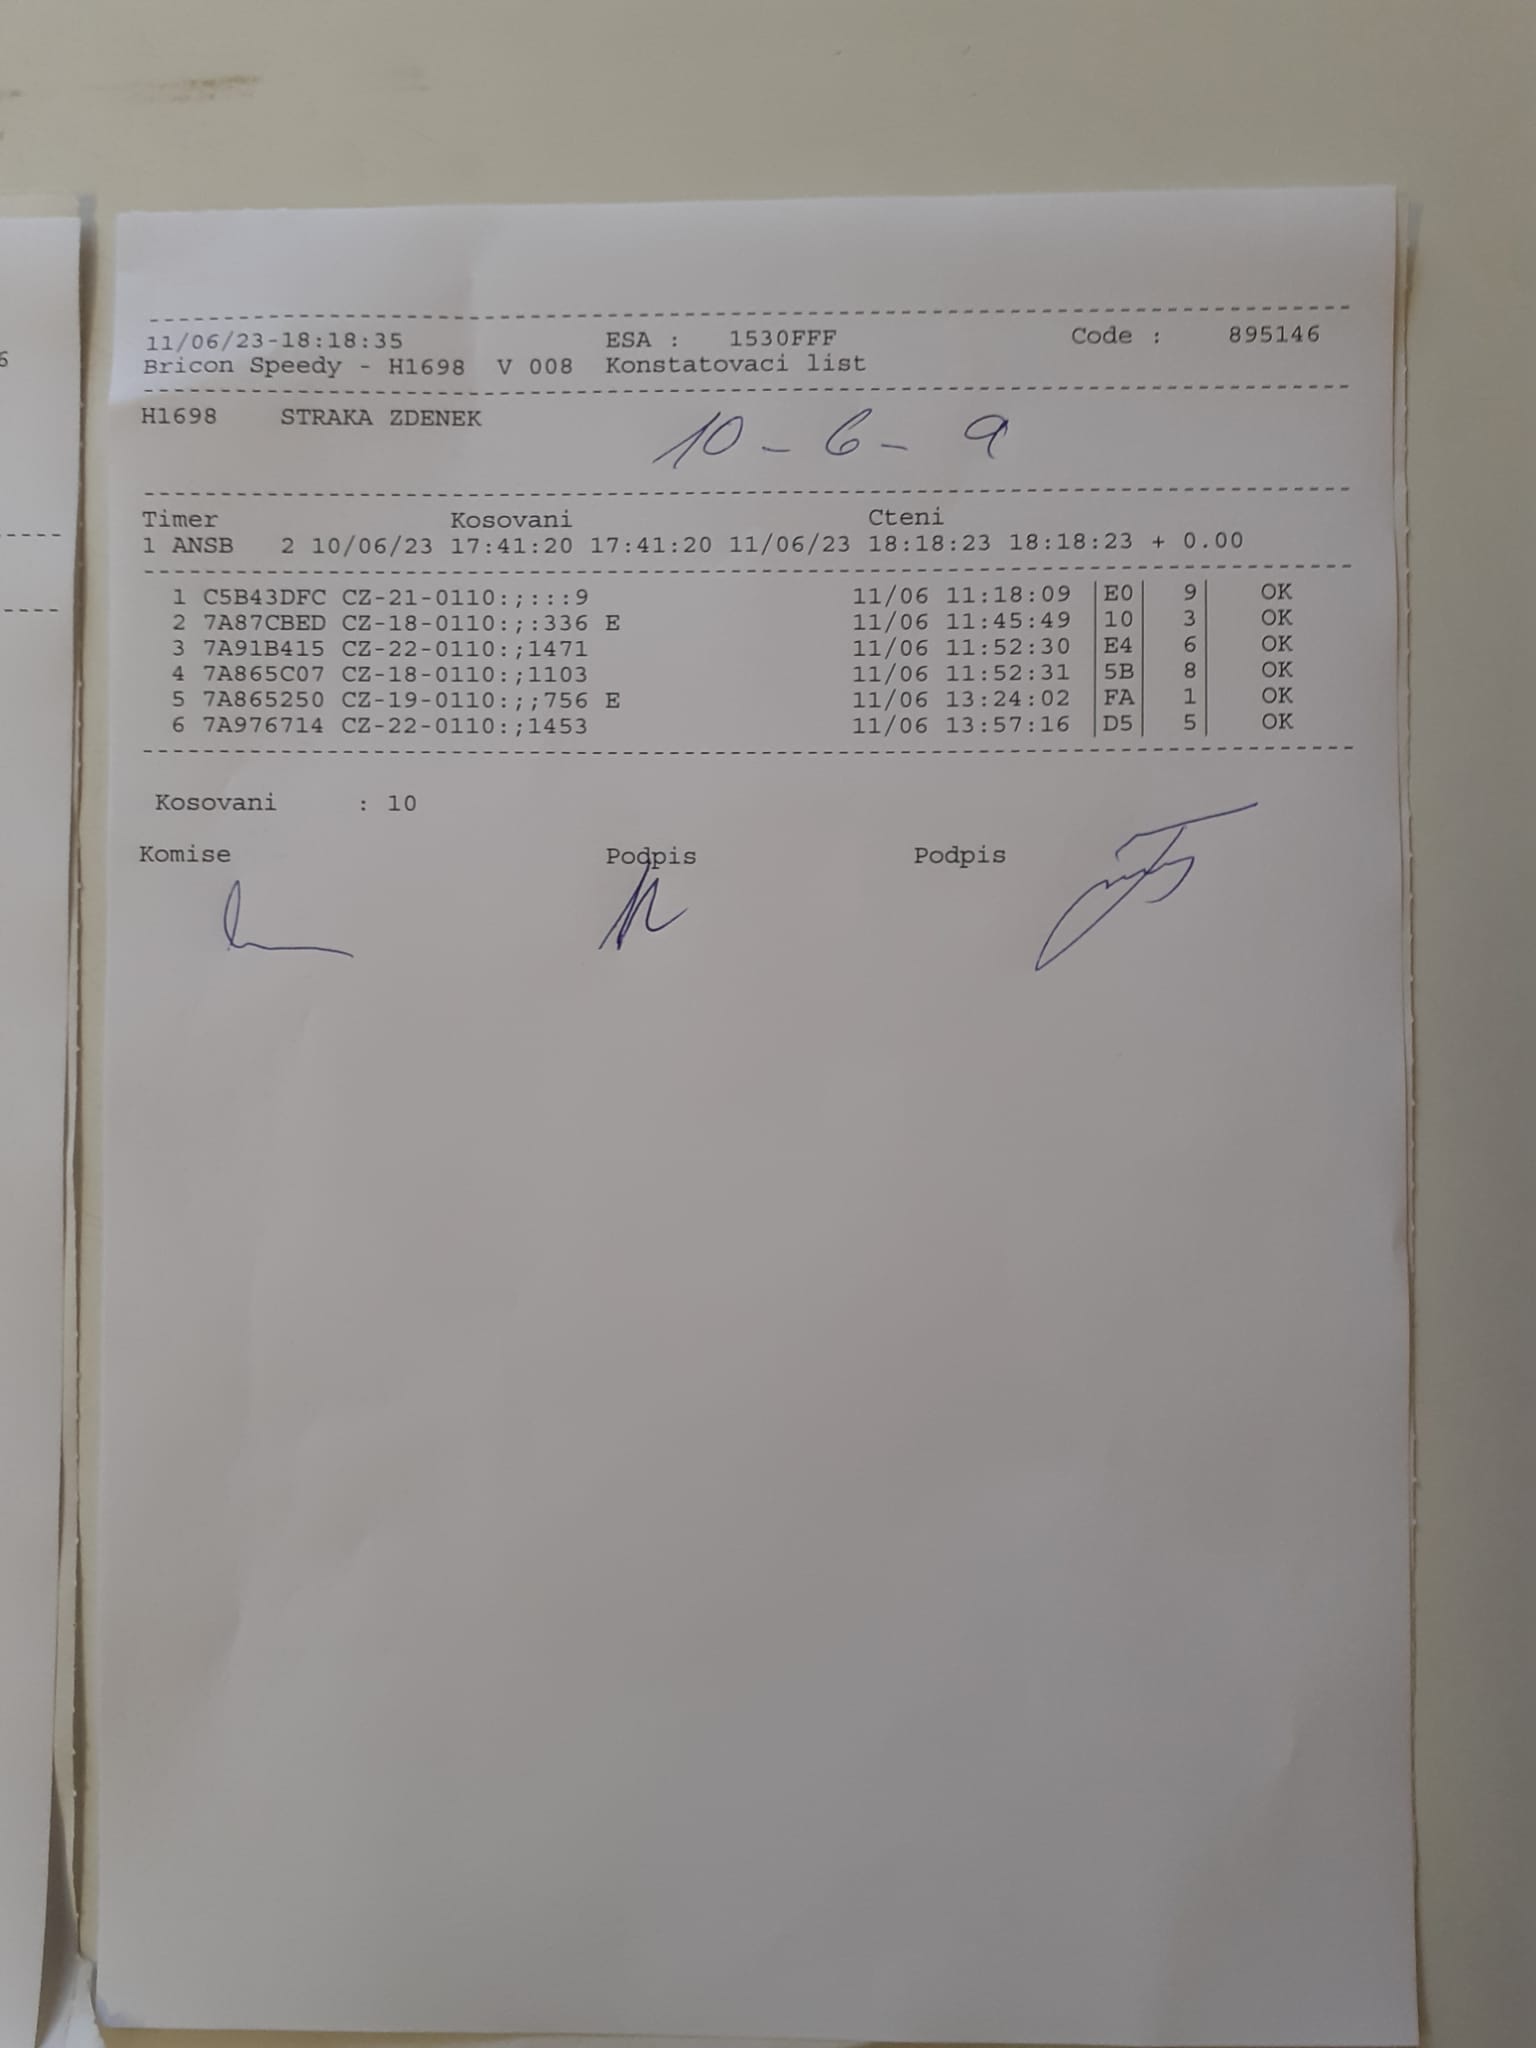 11/06/23-18:18:35 ESA : 1530FFF Code : 895146
Bricon Speedy - H1698 V 008 Konstatovaci list
H1698 STRAKA ZDENEK
10 - 6 - 9
Timer Kosovani Cteni
1 ANSB 2 10/06/23 17:41:20 17:41:20 11/06/23 18:18:23 18:18:23 + 0.00
1 C5B43DFC CZ-21-0110:;:::9 11/06 11:18:09 |E0| 9| OK
2 7A87CBED CZ-18-0110:;:336 E 11/06 11:45:49 |10| 3| OK
3 7A91B415 CZ-22-0110:;1471 11/06 11:52:30 |E4| 6| OK
4 7A865C07 CZ-18-0110:;1103 11/06 11:52:31 |5B| 8| OK
5 7A865250 CZ-19-0110:;;756 E 11/06 13:24:02 |FA| 1| OK
6 7A976714 CZ-22-0110:;1453 11/06 13:57:16 |D5| 5| OK
Kosovani : 10
Komise Podpis Podpis